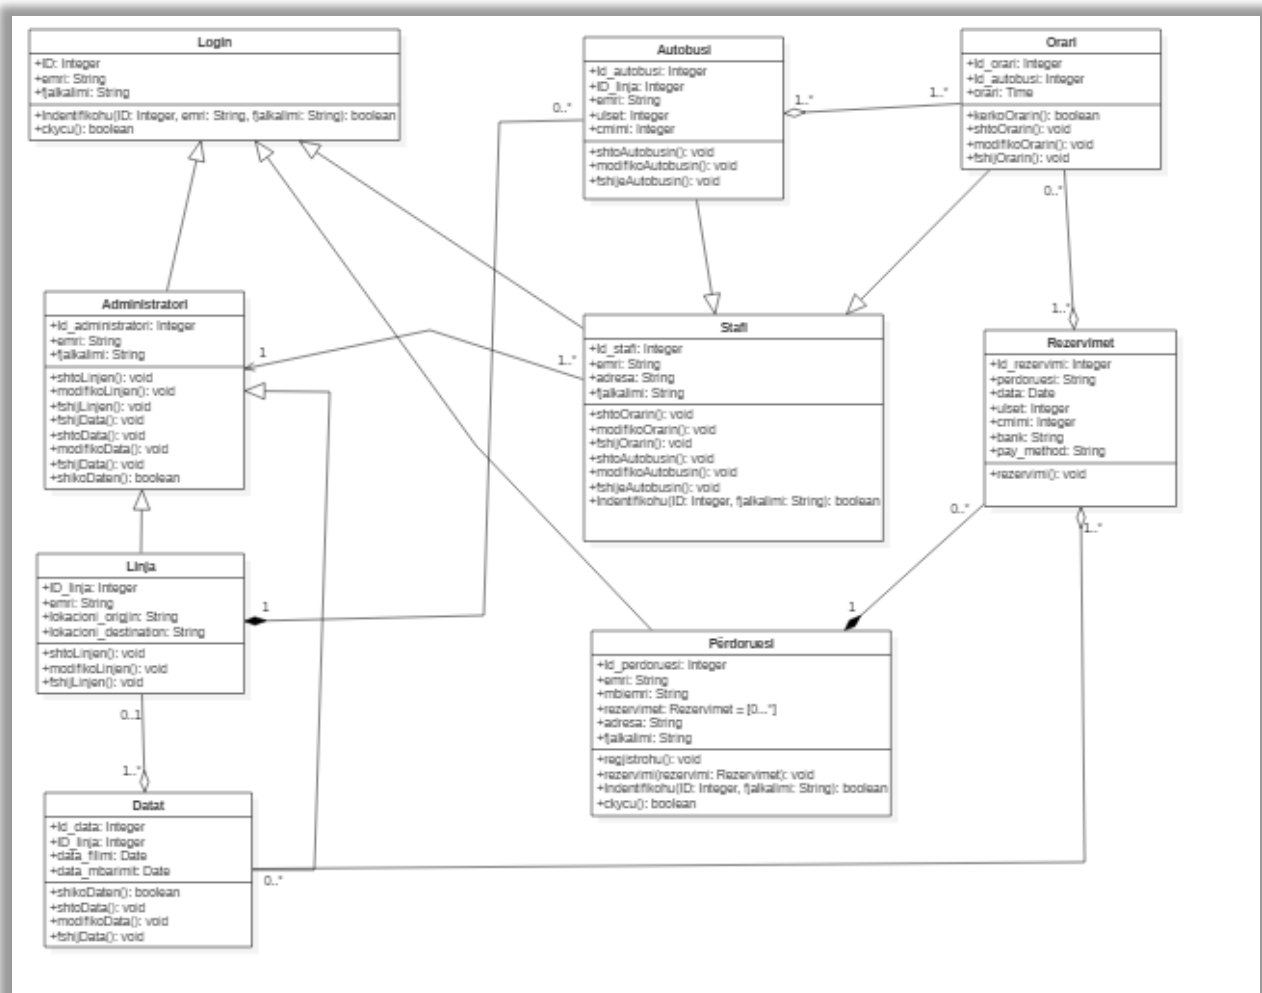 Login
+ID: Integer
+emri: String
+fjalkalimi: String
+Indentifikohu(ID: Integer, emri: String, fjalkalimi: String): boolean
+ckycu(): boolean
Autobusi
+Id_autobusi: Integer
+ID_linja: Integer
+emri: String
+ulset: Integer
+cmimi: Integer
+shtoAutobusin(): void
+modifikoAutobusin(): void
+fshijeAutobusin(): void
0..*
1..*
1..*
Orari
+Id_orari: Integer
+Id_autobusi: Integer
+orari: Time
+kerkoOrarin(): boolean
+shtoOrarin(): void
+modifikoOrarin(): void
+fshijOrarin(): void
0..*
1..*
Administratori
+Id_administratori: Integer
+emri: String
+fjalkalimi: String
+shtoLinjen(): void
+modifikoLinjen(): void
+fshijLinjen(): void
+fshijData(): void
+shtoData(): void
+modifikoData(): void
+fshijData(): void
+shikoDaten(): boolean
1
1..*
Stafi
+Id_stafi: Integer
+emri: String
+adresa: String
+fjalkalimi: String
+shtoOrarin(): void
+modifikoOrarin(): void
+fshijOrarin(): void
+shtoAutobusin(): void
+modifikoAutobusin(): void
+fshijeAutobusin(): void
+Indentifikohu(ID: Integer, fjalkalimi: String): boolean
Rezervimet
+Id_rezervimi: Integer
+perdoruesi: String
+data: Date
+ulset: Integer
+cmimi: Integer
+bank: String
+pay_method: String
+rezervimi(): void
0..*
1..*
Linja
+ID_linja: Integer
+emri: String
+lokacioni_origjin: String
+lokacioni_destination: String
+shtoLinjen(): void
+modifikoLinjen(): void
+fshijLinjen(): void
1
1
0..1
1..*
Përdoruesi
+Id_perdoruesi: Integer
+emri: String
+mbiemri: String
+rezervimet: Rezervimet = [0...*]
+adresa: String
+fjalkalimi: String
+regjistrohu(): void
+rezervimi(rezervimi: Rezervimet): void
+Indentifikohu(ID: Integer, fjalkalimi: String): boolean
+ckycu(): boolean
Datat
+Id_data: Integer
+ID_linja: Integer
+data_fillimi: Date
+data_mbarimit: Date
+shikoDaten(): boolean
+shtoData(): void
+modifikoData(): void
+fshijData(): void
0..*